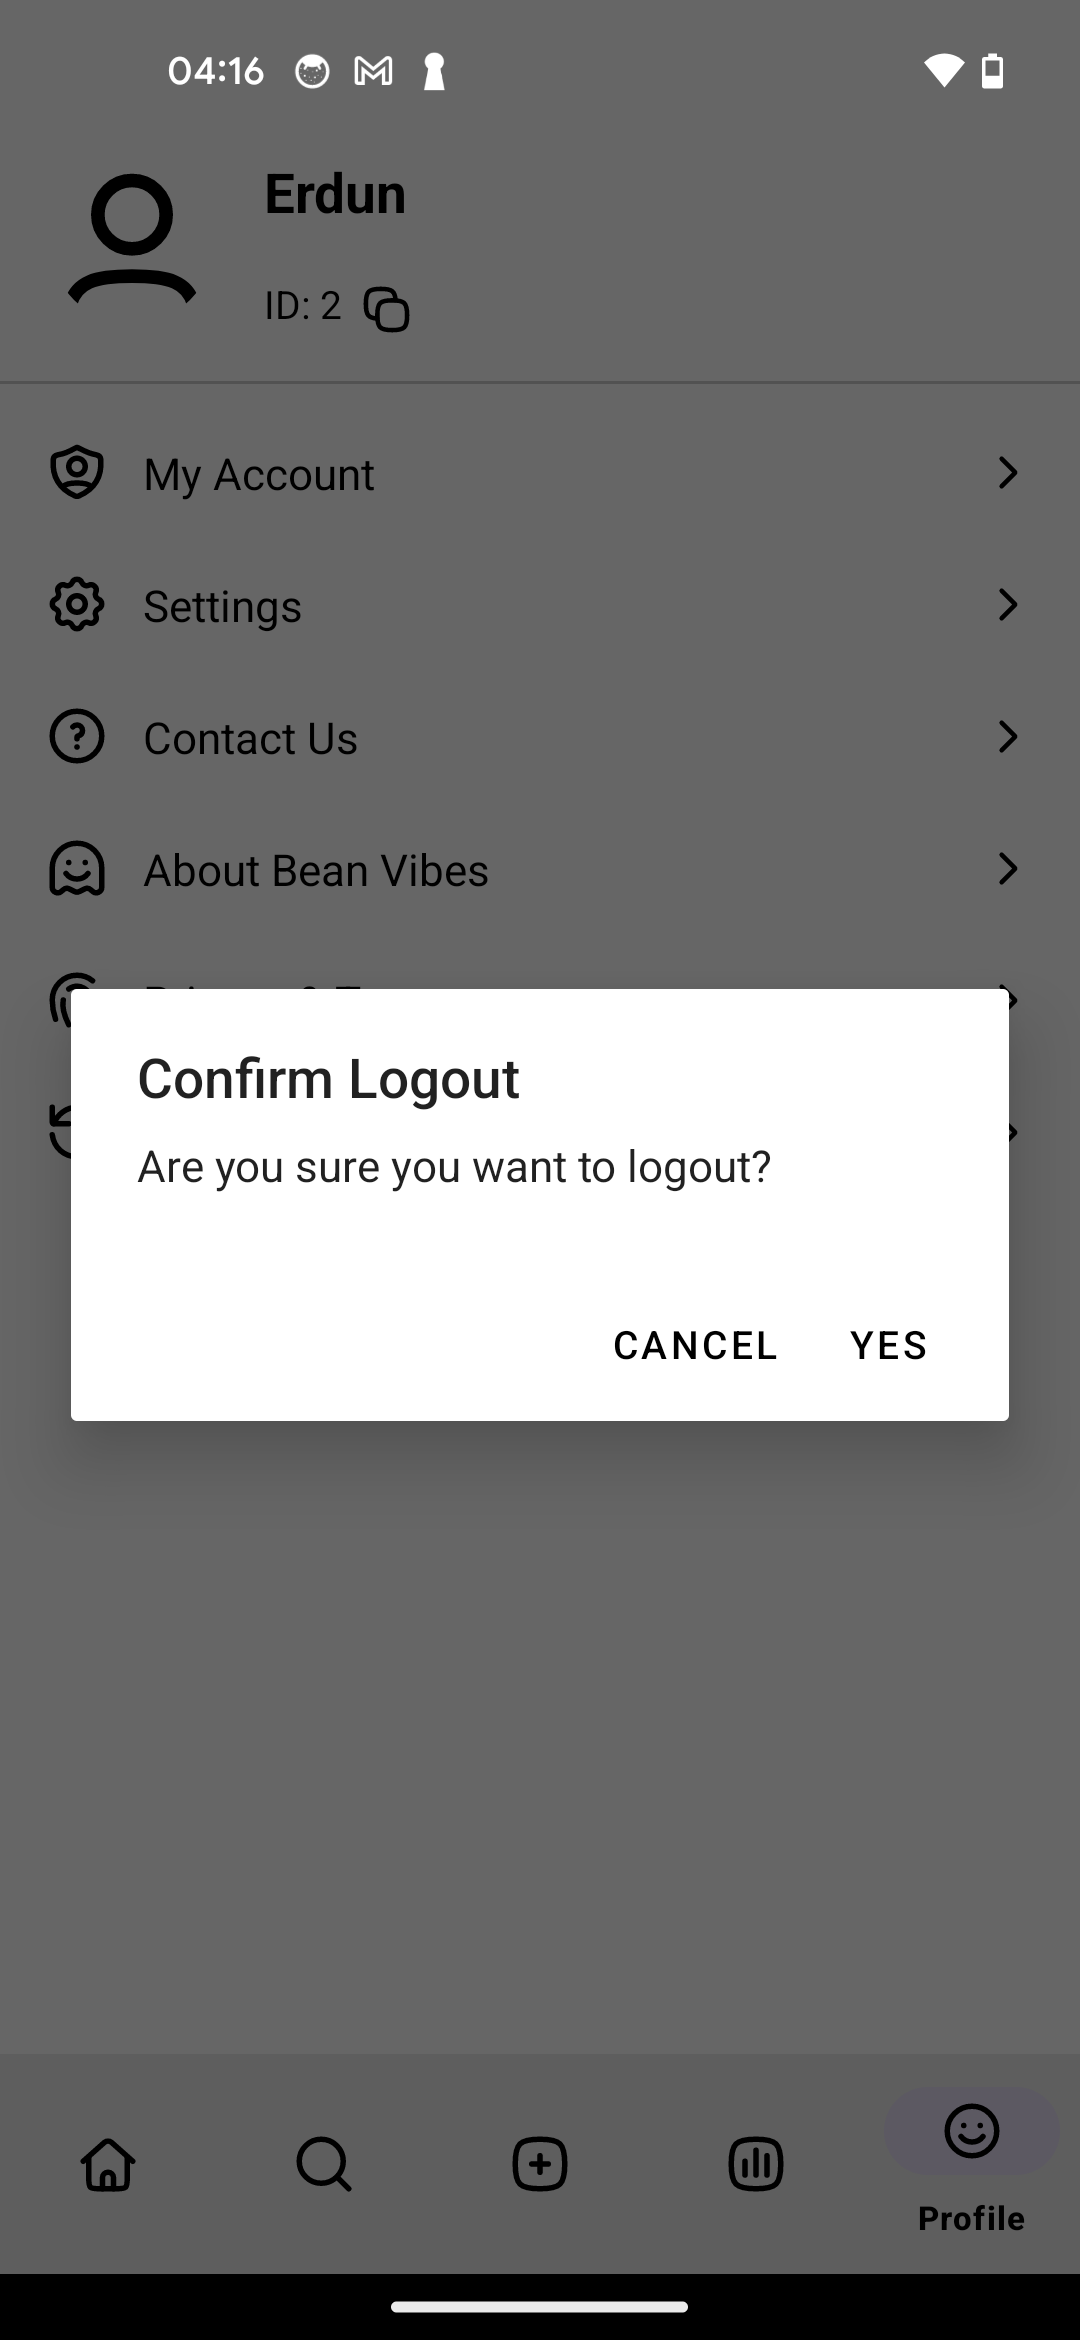 04:16
Erdun
ID: 2
My Account
Settings
Contact Us
About Bean Vibes
Confirm Logout
Are you sure you want to logout?
CANCEL YES
Profile